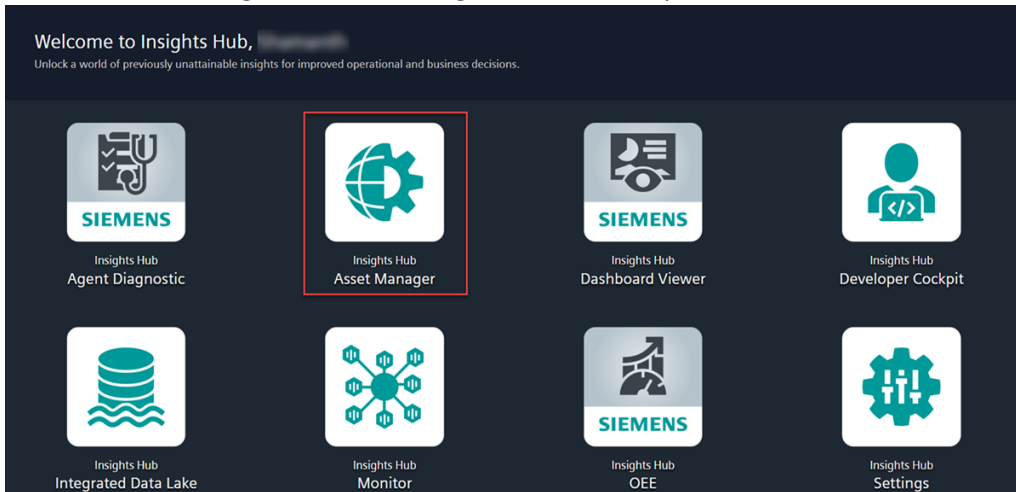 Welcome to Insights Hub,
Unlock a world of previously unattainable insights for improved operational and business decisions.
SIEMENS
Insights Hub
Agent Diagnostic
Insights Hub
Asset Manager
SIEMENS
Insights Hub
Dashboard Viewer
</>
Insights Hub
Developer Cockpit
Insights Hub
Integrated Data Lake
Insights Hub
Monitor
SIEMENS
Insights Hub
OEE
Insights Hub
Settings